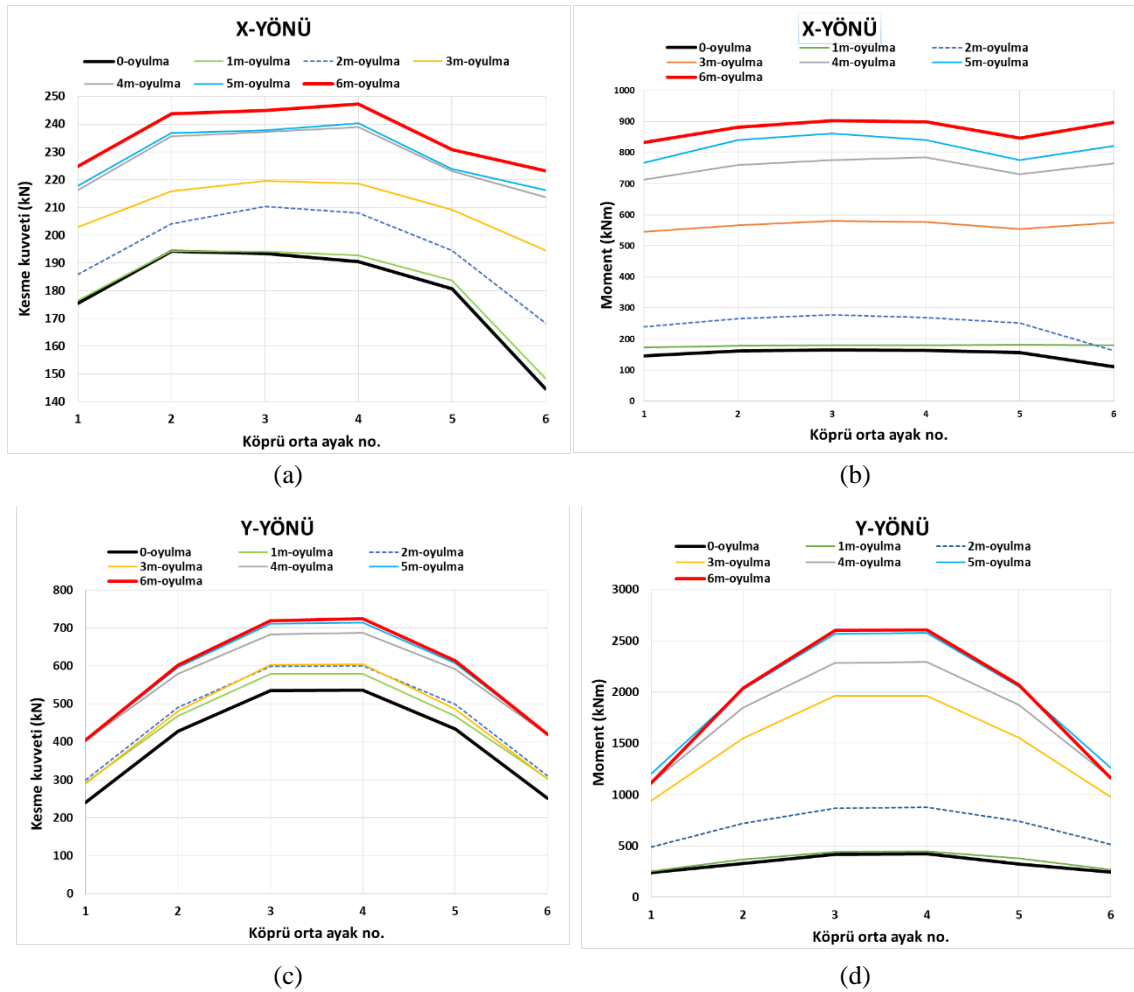 X-YÖNÜ
0-oyulma 1m-oyulma 2m-oyulma 3m-oyulma
4m-oyulma 5m-oyulma 6m-oyulma
Kesme kuvveti (kN)
250
240
230
220
210
200
190
180
170
160
150
140
1 2 3 4 5 6
Köprü orta ayak no.
(a)
X-YÖNÜ
0-oyulma 1m-oyulma 2m-oyulma
3m-oyulma 4m-oyulma 5m-oyulma
6m-oyulma
Moment (kNm)
1000
900
800
700
600
500
400
300
200
100
0
1 2 3 4 5 6
Köprü orta ayak no.
(b)
Y-YÖNÜ
0-oyulma 1m-oyulma 2m-oyulma
3m-oyulma 4m-oyulma 5m-oyulma
6m-oyulma
Kesme kuvveti (kN)
800
700
600
500
400
300
200
100
0
1 2 3 4 5 6
Köprü orta ayak no.
(c)
Y-YÖNÜ
0-oyulma 1m-oyulma 2m-oyulma
3m-oyulma 4m-oyulma 5m-oyulma
6m-oyulma
Moment (kNm)
3000
2500
2000
1500
1000
500
0
1 2 3 4 5 6
Köprü orta ayak no.
(d)